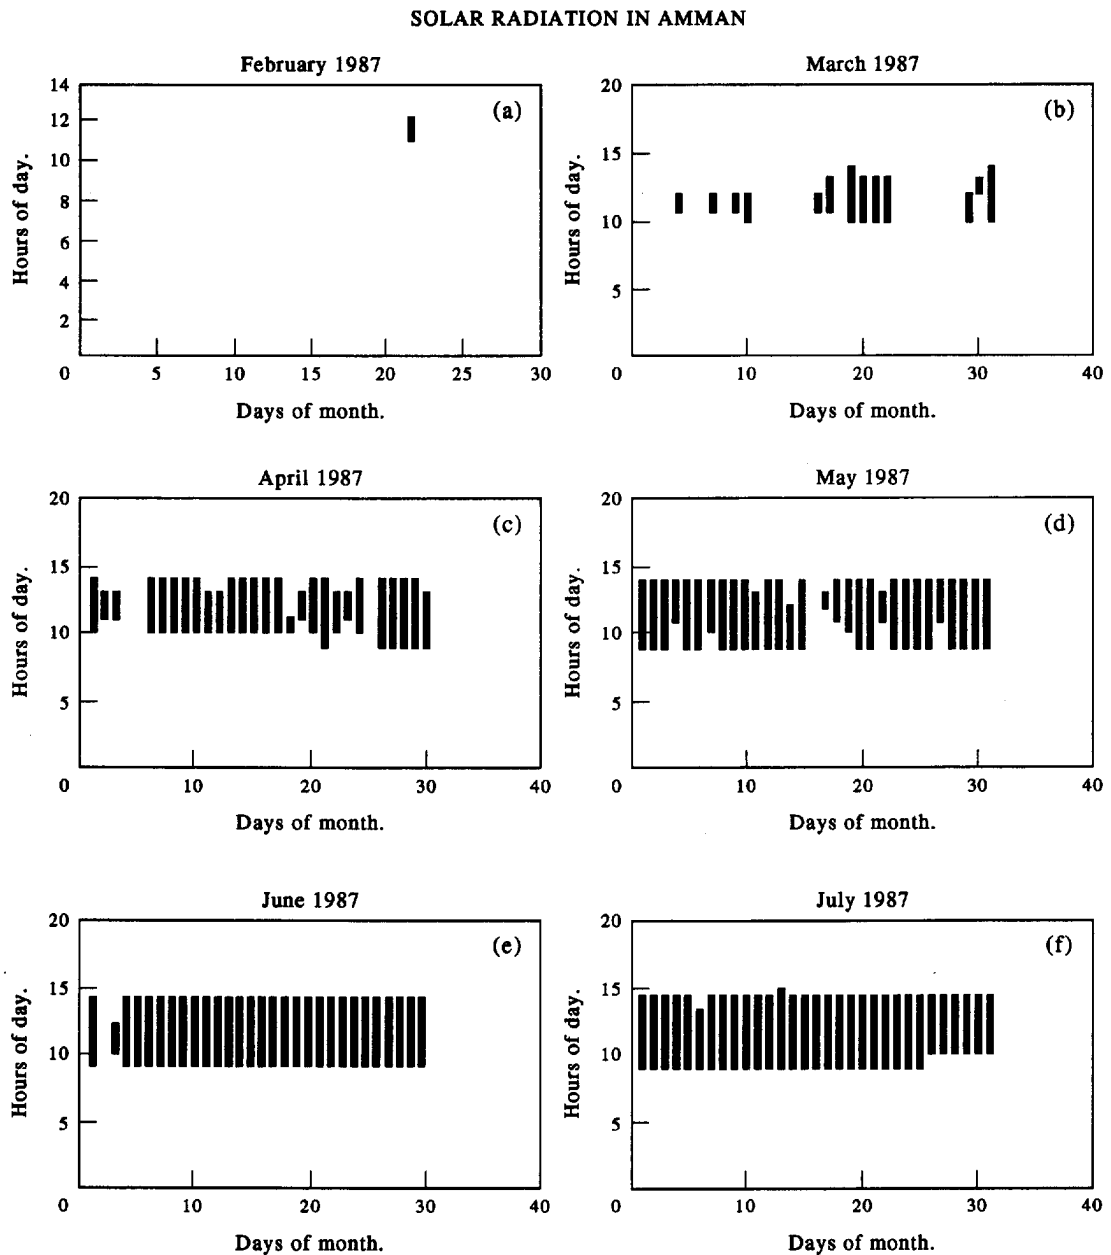 SOLAR RADIATION IN AMMAN
February 1987
(a)
Hours of day.
14
12
10
8
6
4
2
0 5 10 15 20 25 30
Days of month.
March 1987
(b)
Hours of day.
20
15
10
5
0 10 20 30 40
Days of month.
April 1987
(c)
Hours of day.
20
15
10
5
0 10 20 30 40
Days of month.
May 1987
(d)
Hours of day.
20
15
10
5
0 10 20 30 40
Days of month.
June 1987
(e)
Hours of day.
20
15
10
5
0 10 20 30 40
Days of month.
July 1987
(f)
Hours of day.
20
15
10
5
0 10 20 30 40
Days of month.